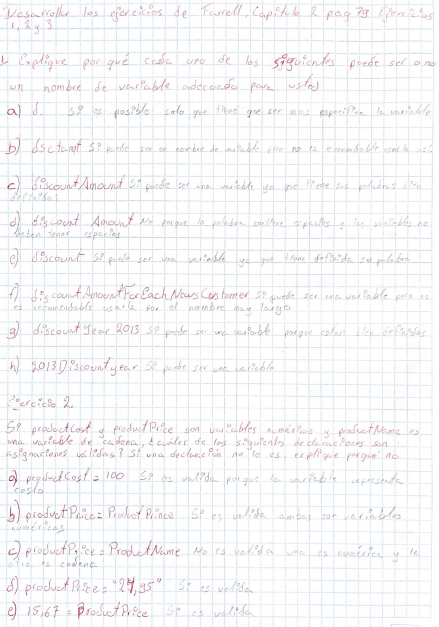 Desarrollar los ejercicios de Farrell, Capitulo 2 pag 79 Ejercicios
1, 2 y 3
1. Explique por qué cada uno de los siguientes puede ser o no
un nombre de variable adecuado para usted
a) d. Si es posible solo que tiene que ser mas especifica la variable
b) dsctamt Si puede ser un nombre de variable pero no es recomendable usarla así
c) discountAmount Si puede ser una variable ya que tiene sus palabras bien
definidas
d) discount Amount No porque la palabra contiene espacios y las variables no
deben tener espacios
e) discount Si puede ser una variable ya que tiene definida su palabra
f) discountAmountForEachNewCustomer Si puede ser una variable pero no
es recomendable usarla por el nombre muy largo
g) discountYear2013 Si puede ser una variable porque estan bien definidas
h) 2013Discountyear Si puede ser una variable
Ejercicio 2.
Si productCost y productPrice son variables numéricas y productName es
una variable de cadena, ¿cuáles de las siguientes declaraciones son
asignaciones válidas? Si una declaración no lo es, explique porqué no
a) productCost = 100 Si es valida porque la variable representa
costo
b) productPrice = ProductPrince Si es valida ambas son variables
numéricas
c) productPrice = ProductName No es valida una es numérica y la
otra es cadena
d) productPrice = "24,95" Si es valida
e) 15,67 = ProductPrice Si es valida